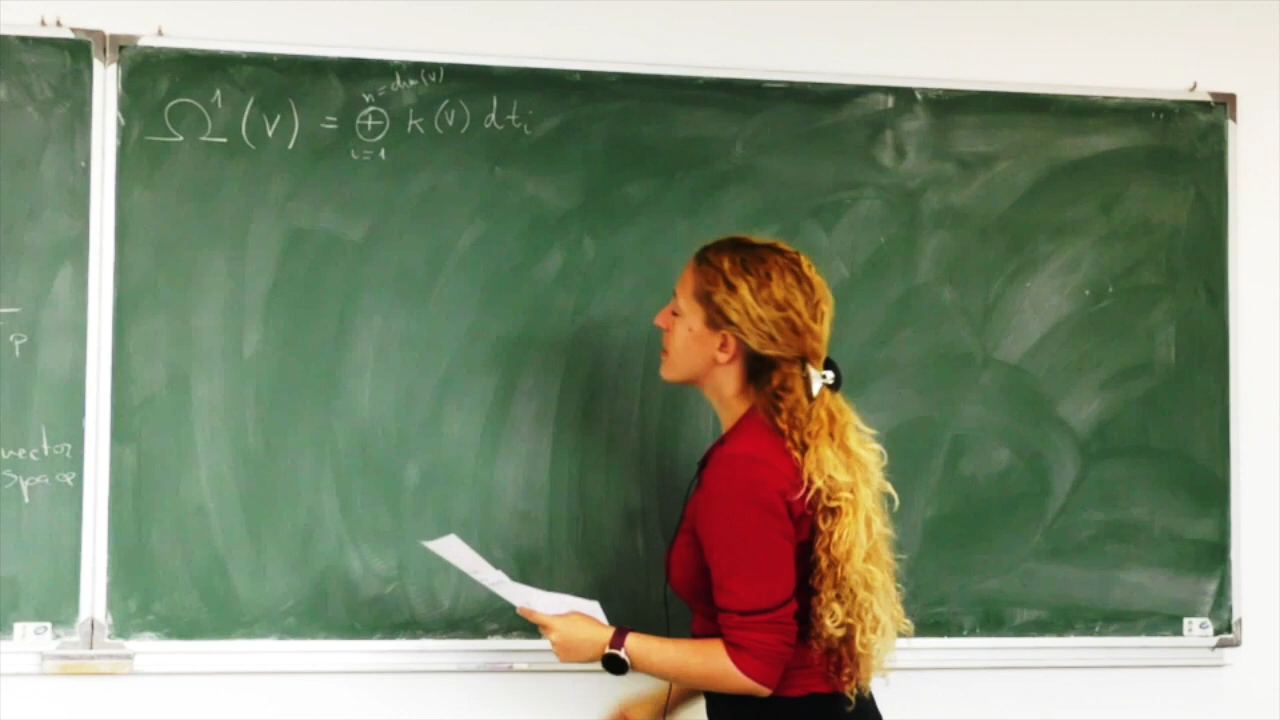 p
vector
space
n=dim(V)
Ω¹(V) = ⊕ k(V) dtᵢ
i=1